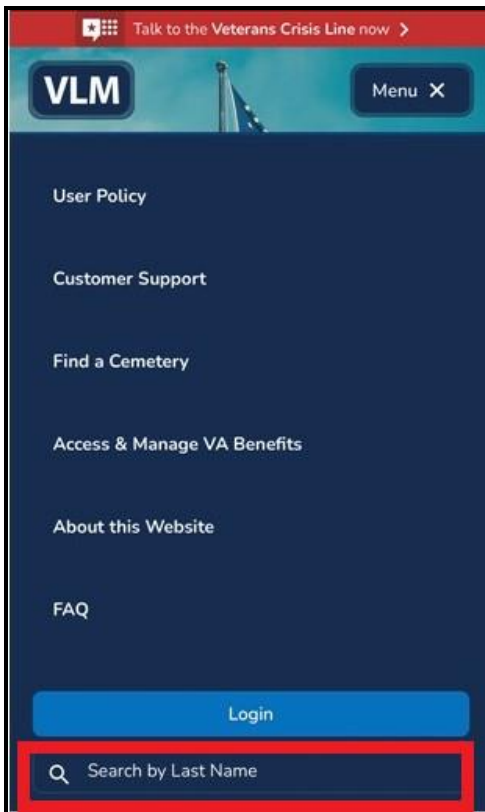 Talk to the Veterans Crisis Line now
VLM
Menu
User Policy
Customer Support
Find a Cemetery
Access & Manage VA Benefits
About this Website
FAQ
Login
Search by Last Name